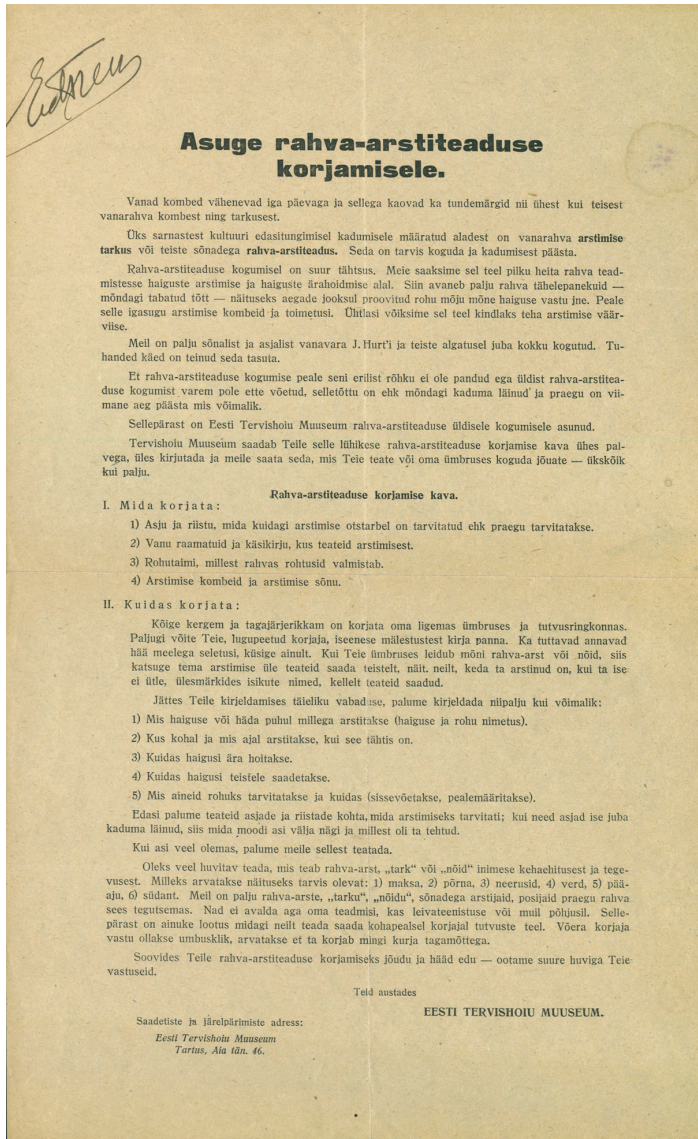 Asuge rahva-arstiteaduse
korjamisele.
Vanad kombed vähenevad iga päevaga ja sellega kaovad ka tundemärgid nii ühest kui teisest
vanarahva kombest ning tarkusest.
Üks sarnastest kultuuri edasitungimisel kadumisele määratud aladest on vanarahva arstimise
tarkus või teiste sõnadega rahva-arstiteadus. Seda on tarvis koguda ja kadumisest päästa.
Rahva-arstiteaduse kogumisel on suur tähtsus. Meie saaksime sel teel pilku heita rahva tead-
mistesse haiguste arstimise ja haiguste ärahoidmise alal. Siin avaneb palju rahva tähelepanekuid —
mõndagi tabatud tõtt — näituseks aegade jooksul proovitud rohu mõju mõne haiguse vastu jne. Peale
selle igasugu arstimise kombeid ja toimetusi. Ühtlasi võiksime sel teel kindlaks teha arstimise väär-
viise.
Meil on palju sõnalist ja asjalist vanavara J. Hurt'i ja teiste algatusel juba kokku kogutud. Tu-
handed käed on teinud seda tasuta.
Et rahva-arstiteaduse kogumise peale seni erilist rõhku ei ole pandud ega üldist rahva-arstitea-
duse kogumist varem pole ette võetud, selletõttu on ehk mõndagi kaduma läinud ja praegu on vii-
mane aeg päästa mis võimalik.
Sellepärast on Eesti Tervishoiu Muuseum rahva-arstiteaduse üldisele kogumisele asunud.
Tervishoiu Muuseum saadab Teile selle lühikese rahva-arstiteaduse korjamise kava ühes pal-
vega, üles kirjutada ja meile saata seda, mis Teie teate või oma ümbruses koguda jõuate — ükskõik
kui palju.
Rahva-arstiteaduse korjamise kava.
I. Mida korjata:
1) Asju ja riistu, mida kuidagi arstimise otstarbel on tarvitatud ehk praegu tarvitatakse.
2) Vanu raamatuid ja käsikirju, kus teateid arstimisest.
3) Rohutaimi, millest rahvas rohtusid valmistab.
4) Arstimise kombeid ja arstimise sõnu.
II. Kuidas korjata:
Kõige kergem ja tagajärjerikkam on korjata oma ligemas ümbruses ja tutvusringkonnas.
Paljugi võite Teie, lugupeetud korjaja, iseenese mälestustest kirja panna. Ka tuttavad annavad
hää meelega seletusi, küsige ainult. Kui Teie ümbruses leidub mõni rahva-arst või nõid, siis
katsuge tema arstimise üle teateid saada teistelt, näit. neilt, keda ta arstinud on, kui ta ise
ei ütle, ülesmärkides isikute nimed, kellelt teateid saadud.
Jättes Teile kirjeldamises täieliku vabaduse, palume kirjeldada niipalju kui võimalik:
1) Mis haiguse või häda puhul millega arstitakse (haiguse ja rohu nimetus).
2) Kus kohal ja mis ajal arstitakse, kui see tähtis on.
3) Kuidas haigusi ära hoitakse.
4) Kuidas haigusi teistele saadetakse.
5) Mis aineid rohuks tarvitatakse ja kuidas (sissevõetakse, pealemääritakse).
Edasi palume teateid asjade ja riistade kohta, mida arstimiseks tarvitati; kui need asjad ise juba
kaduma läinud, siis mida moodi asi välja nägi ja millest oli ta tehtud.
Kui asi veel olemas, palume meile sellest teatada.
Oleks veel huvitav teada, mis teab rahva-arst, „tark“ või „nõid“ inimese kehaehitusest ja tege-
vusest. Milleks arvatakse näituseks tarvis olevat: 1) maksa, 2) põrna, 3) neerusid, 4) verd, 5) pää-
aju, 6) südant. Meil on palju rahva-arste, „tarku“, „nõidu“, sõnadega arstijaid, posijaid praegu rahva
sees tegutsemas. Nad ei avalda aga oma teadmisi, kas leivateenistuse või muil põhjusil. Selle-
pärast on ainuke lootus midagi neilt teada saada kohapealsel korjajal tutvuste teel. Võera korjaja
vastu ollakse umbusklik, arvatakse et ta korjab mingi kurja tagamõttega.
Soovides Teile rahva-arstiteaduse korjamiseks jõudu ja hääd edu — ootame suure huviga Teie
vastuseid.
Teid austades
EESTI TERVISHOIU MUUSEUM.
Saadetiste ja järelpärimiste adress:
Eesti Tervishoiu Muuseum
Tartus, Aia tän. 46.